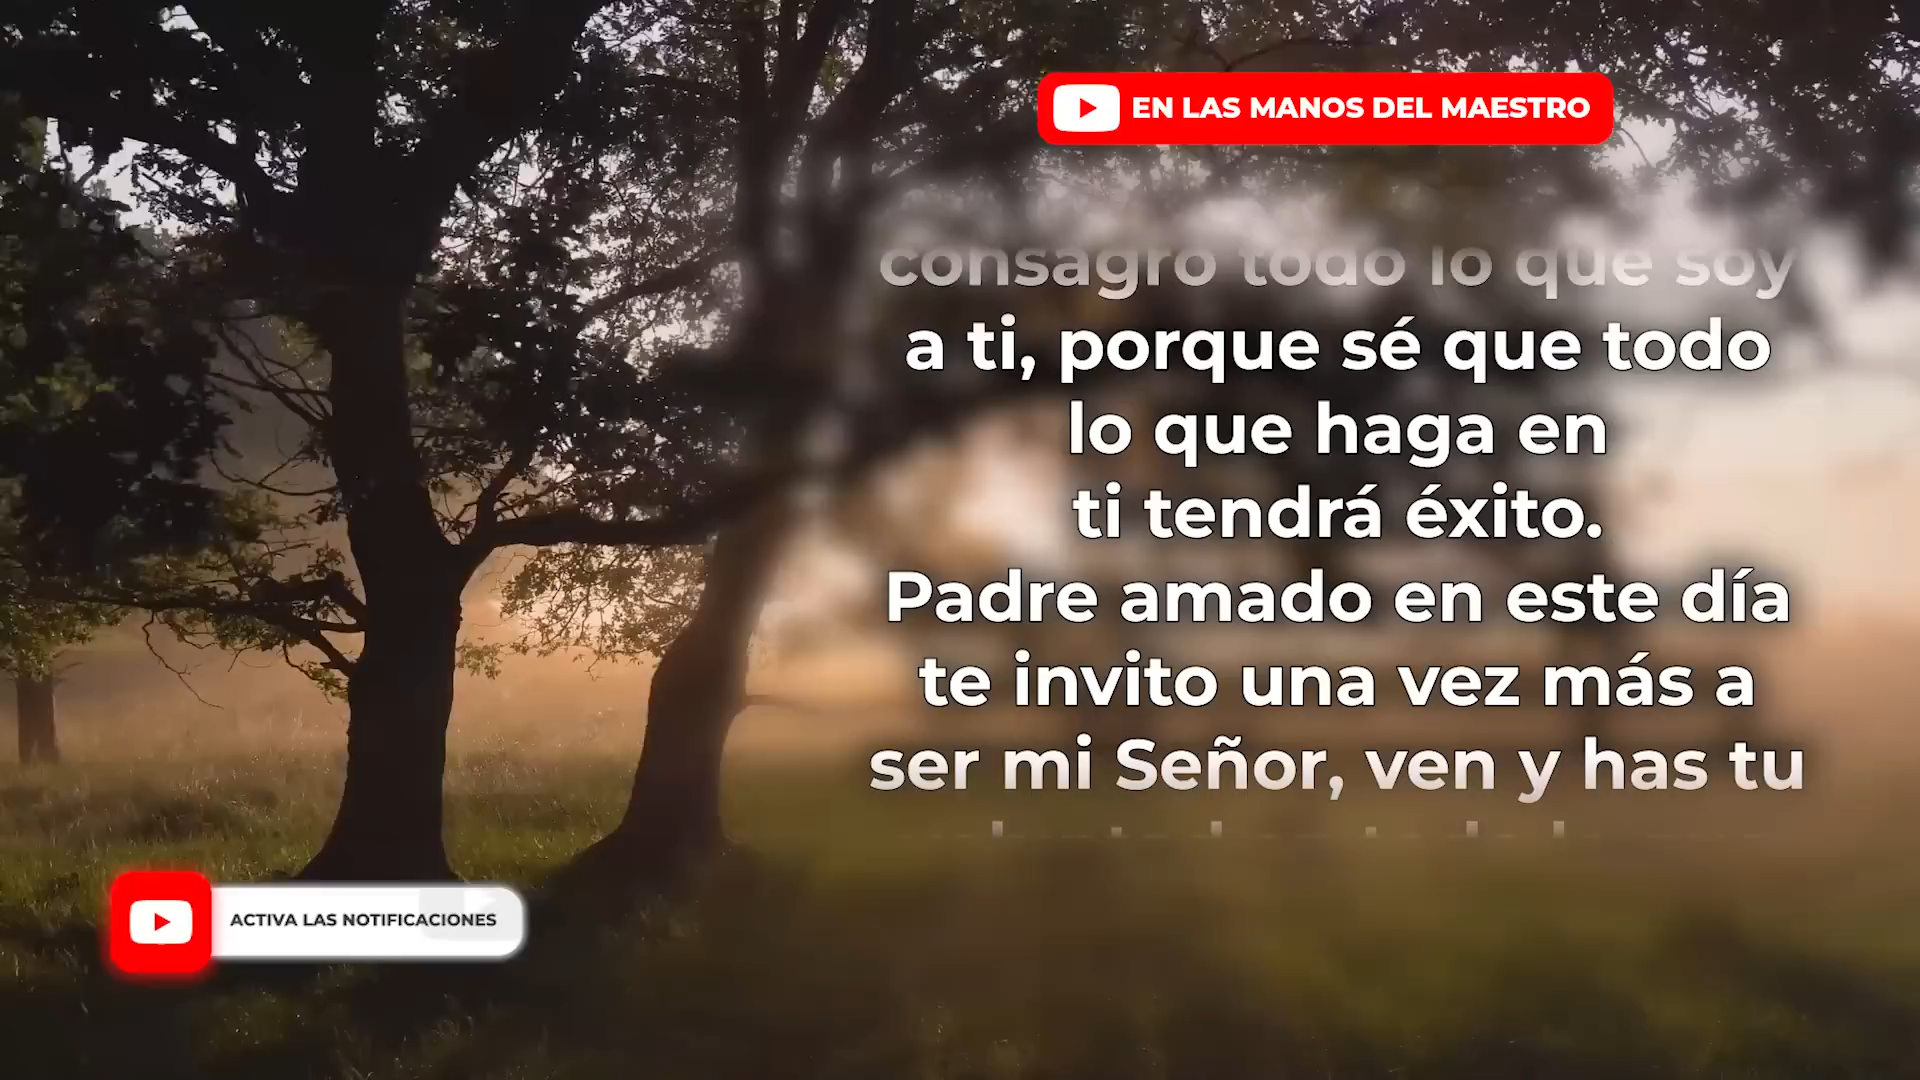 EN LAS MANOS DEL MAESTRO
consagro todo lo que soy
a ti, porque sé que todo
lo que haga en
ti tendrá éxito.
Padre amado en este día
te invito una vez más a
ser mi Señor, ven y has tu
ACTIVA LAS NOTIFICACIONES